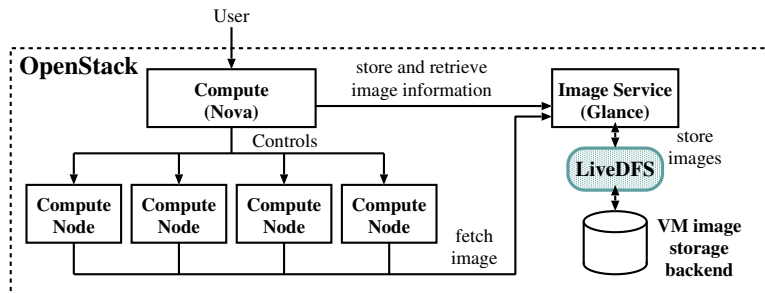 User
OpenStack
Compute
(Nova)
store and retrieve
image information
Image Service
(Glance)
Controls
store
images
LiveDFS
Compute
Node
Compute
Node
Compute
Node
Compute
Node
fetch
image
VM image
storage
backend